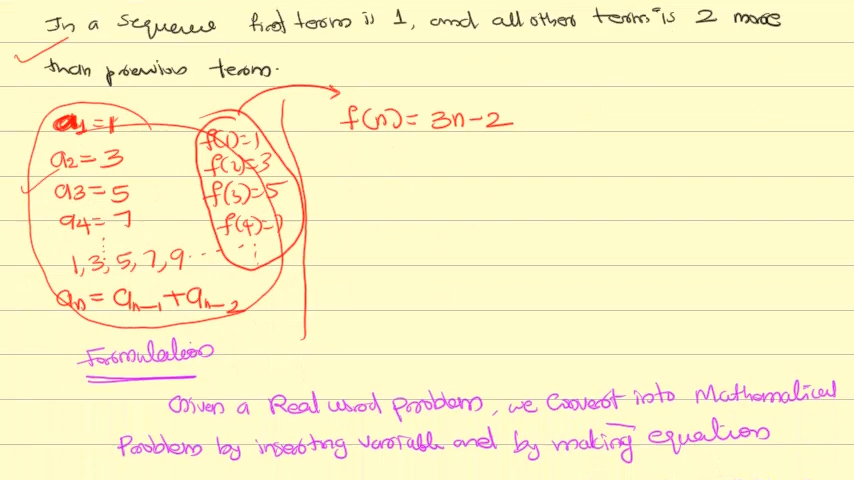 In a sequence first term is 1, and all other term is 2 more
than previous term.
a1 = 1
a2 = 3
a3 = 5
a4 = 7
1, 3, 5, 7, 9 ...
an = an-1 + an-2
f(1) = 1
f(2) = 3
f(3) = 5
f(4) = 7
f(n) = 3n - 2
Formulation
Given a Real word problem, we convert into Mathematical
Problem by inserting variable and by making equation